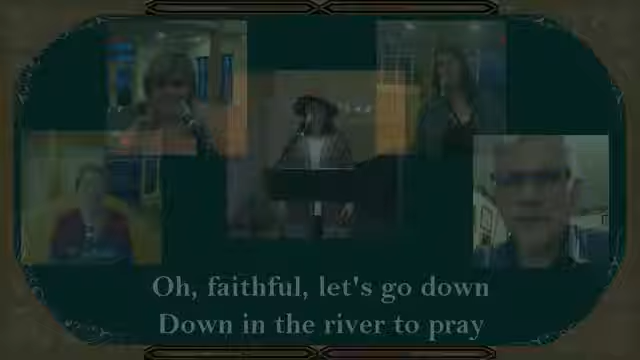 Oh, faithful, let's go down
Down in the river to pray